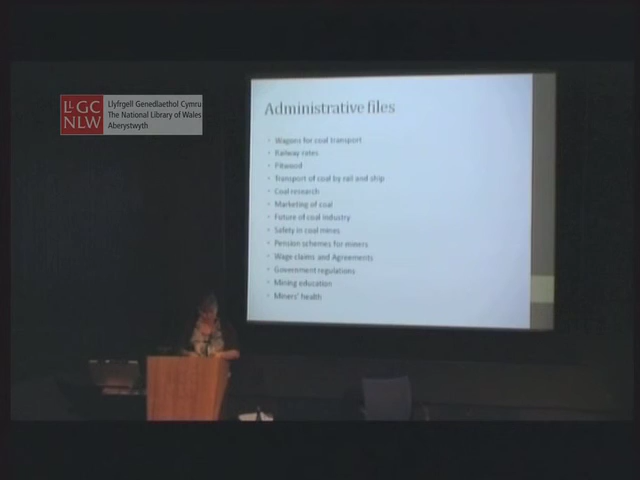 LLGC
NLW
Llyfrgell Genedlaethol Cymru
The National Library of Wales
Aberystwyth
Administrative files
• Wagons for coal transport
• Railway rates
• Pitwood
• Transport of coal by rail and ship
• Coal research
• Marketing of coal
• Future of coal industry
• Safety in coal mines
• Pension schemes for miners
• Wage claims and Agreements
• Government regulations
• Mining education
• Miners' health